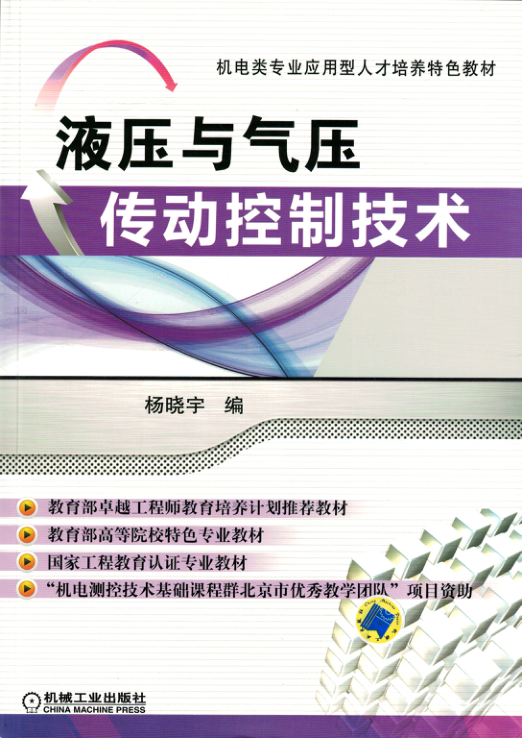 机电类专业应用型人才培养特色教材
液压与气压
传动控制技术
杨晓宇 编
教育部卓越工程师教育培养计划推荐教材
教育部高等院校特色专业教材
国家工程教育认证专业教材
“机电测控技术基础课程群北京市优秀教学团队”项目资助
机械工业出版社
CHINA MACHINE PRESS